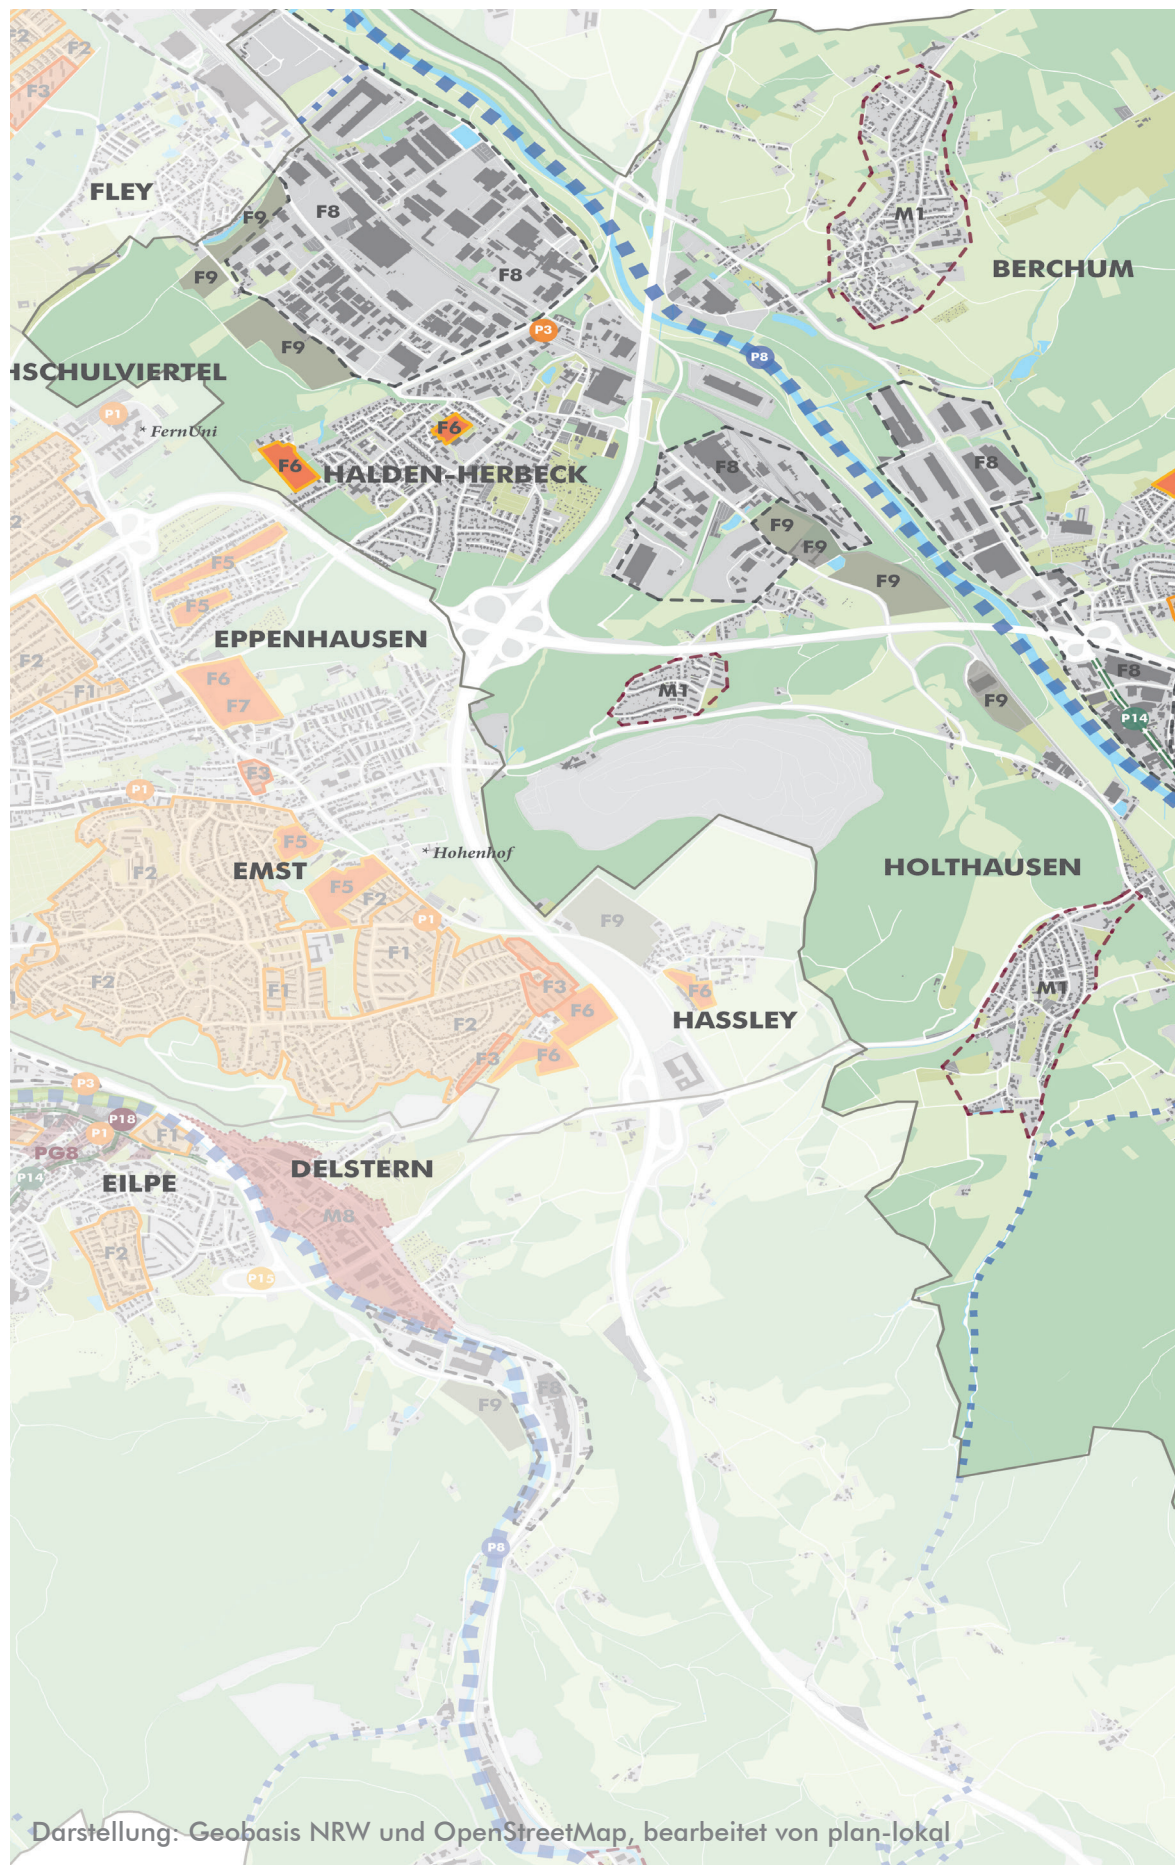 F2
F2
F3
FLEY
F9
F8
M1
F9
F8
BERCHUM
P3
F9
P8
HSCHULVIERTEL
P1
* FernUni
F6
F6
HALDEN-HERBECK
F8
F8
F9
F9
F9
2
F5
F5
EPPENHAUSEN
F2
F6
F1
F7
M1
F8
F9
P14
F3
P1
F5
* Hohenhof
EMST
F2
F5
F2
HOLTHAUSEN
P1
F9
F1
F2
F1
F3
F6
F6
M1
F2
HASSLEY
F3
F6
E
P3
P18
P1
F1
PG8
DELSTERN
P14
EILPE
M8
F2
P15
F8
F9
P8
Darstellung: Geobasis NRW und OpenStreetMap, bearbeitet von plan-lokal